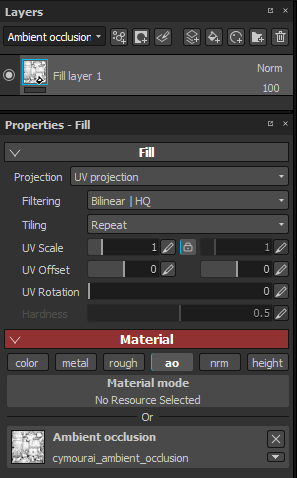 Layers
Ambient occlusion
Fill layer 1
Norm
100
Properties - Fill
Fill
Projection UV projection
Filtering Bilinear | HQ
Tiling Repeat
UV Scale 1 1
UV Offset 0 0
UV Rotation 0
Hardness 0.5
Material
color metal rough ao nrm height
Material mode
No Resource Selected
Or
Ambient occlusion
cymourai_ambient_occlusion